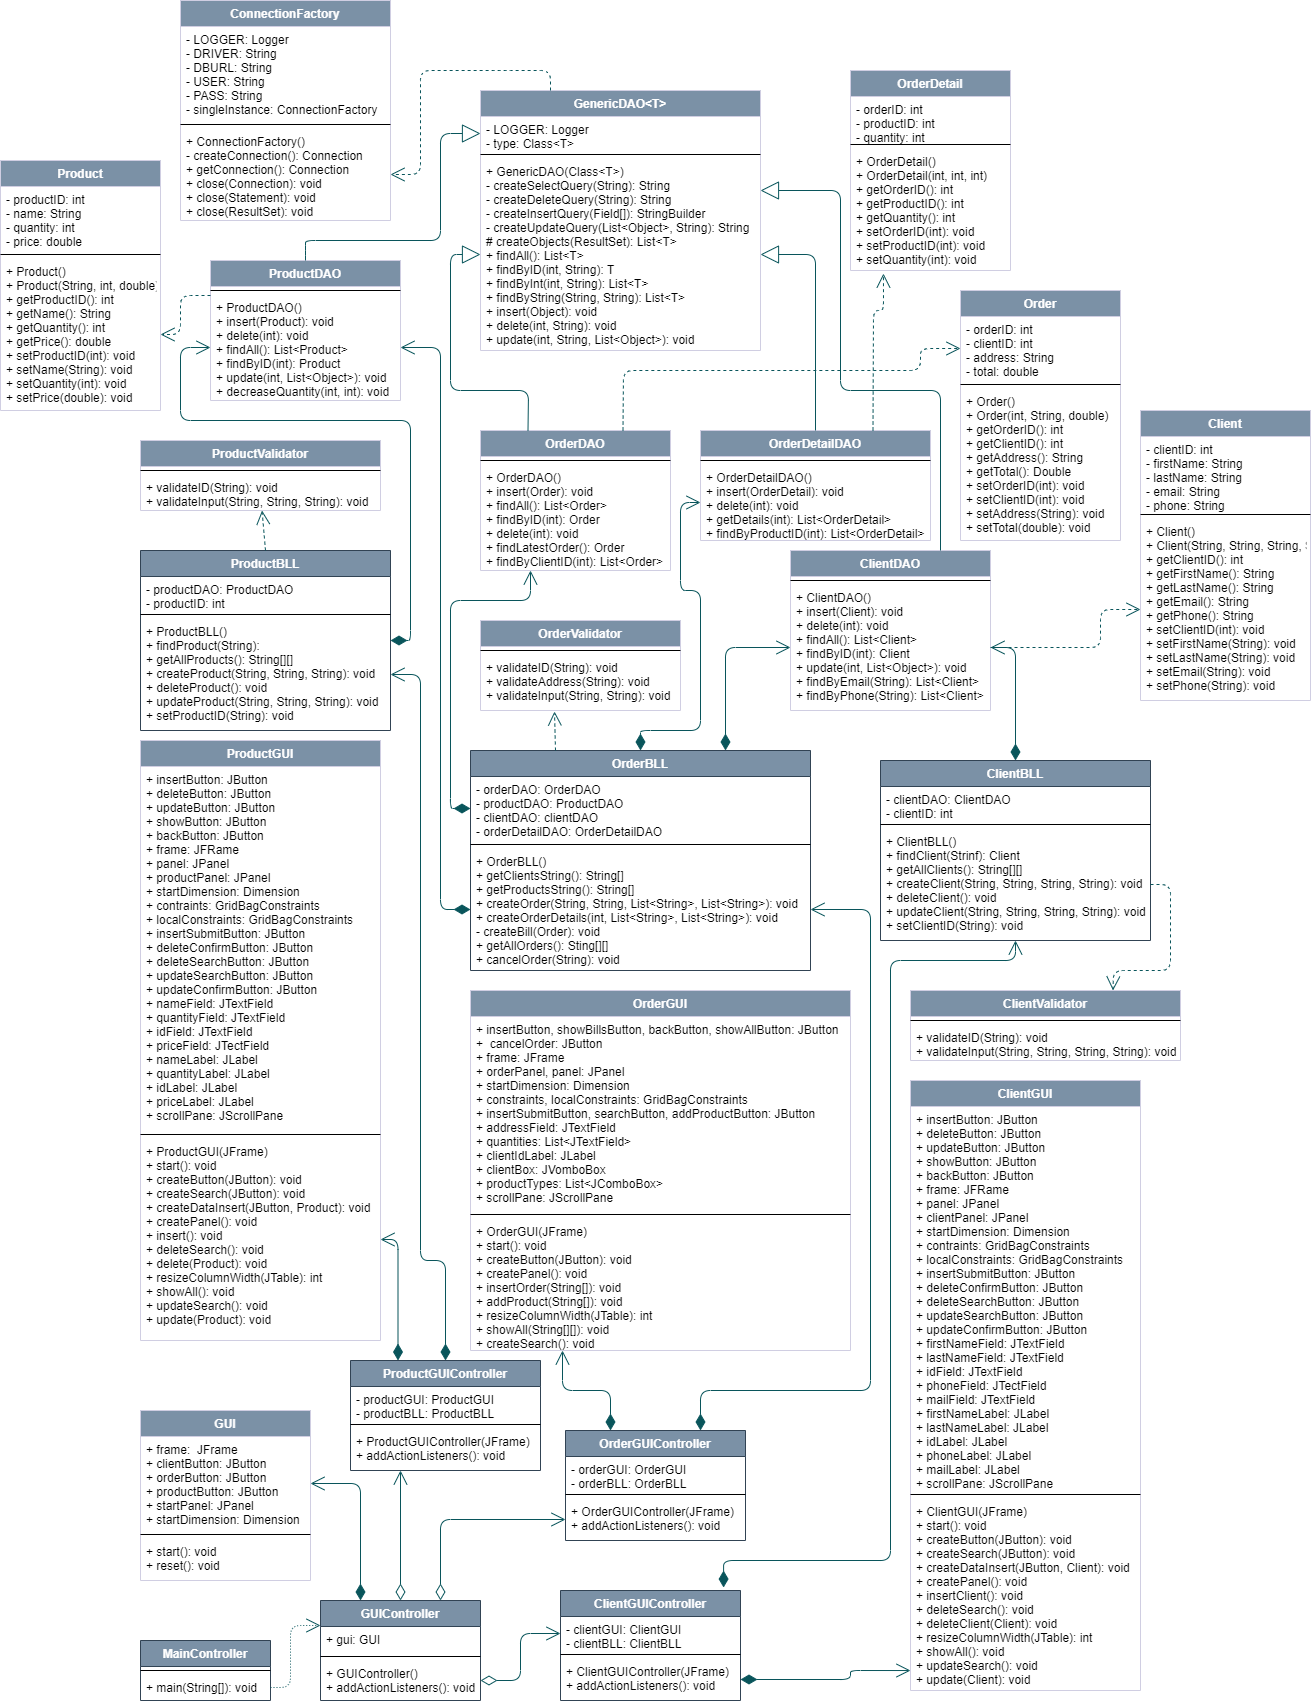 ConnectionFactory
- LOGGER: Logger
- DRIVER: String
- DBURL: String
- USER: String
- PASS: String
- singleInstance: ConnectionFactory
+ ConnectionFactory()
- createConnection(): Connection
+ getConnection(): Connection
+ close(Connection): void
+ close(Statement): void
+ close(ResultSet): void
GenericDAO<T>
- LOGGER: Logger
- type: Class<T>
+ GenericDAO(Class<T>)
- createSelectQuery(String): String
- createDeleteQuery(String): String
- createInsertQuery(Field[]): StringBuilder
- createUpdateQuery(List<Object>, String): String
# createObjects(ResultSet): List<T>
+ findAll(): List<T>
+ findByID(int, String): T
+ findByInt(int, String): List<T>
+ findByString(String, String): List<T>
+ insert(Object): void
+ delete(int, String): void
+ update(int, String, List<Object>): void
OrderDetail
- orderID: int
- productID: int
- quantity: int
+ OrderDetail()
+ OrderDetail(int, int, int)
+ getOrderID(): int
+ getProductID(): int
+ getQuantity(): int
+ setOrderID(int): void
+ setProductID(int): void
+ setQuantity(int): void
Product
- productID: int
- name: String
- quantity: int
- price: double
+ Product()
+ Product(String, int, double)
+ getProductID(): int
+ getName(): String
+ getQuantity(): int
+ getPrice(): double
+ setProductID(int): void
+ setName(String): void
+ setQuantity(int): void
+ setPrice(double): void
ProductDAO
+ ProductDAO()
+ insert(Product): void
+ delete(int): void
+ findAll(): List<Product>
+ findByID(int): Product
+ update(int, List<Object>): void
+ decreaseQuantity(int, int): void
Order
- orderID: int
- clientID: int
- address: String
- total: double
+ Order()
+ Order(int, String, double)
+ getOrderID(): int
+ getClientID(): int
+ getAddress(): String
+ getTotal(): Double
+ setOrderID(int): void
+ setClientID(int): void
+ setAddress(String): void
+ setTotal(double): void
Client
- clientID: int
- firstName: String
- lastName: String
- email: String
- phone: String
+ Client()
+ Client(String, String, String,
+ getClientID(): int
+ getFirstName(): String
+ getLastName(): String
+ getEmail(): String
+ getPhone(): String
+ setClientID(int): void
+ setFirstName(String): void
+ setLastName(String): void
+ setEmail(String): void
+ setPhone(String): void
ProductValidator
+ validateID(String): void
+ validateInput(String, String, String): void
OrderDAO
+ OrderDAO()
+ insert(Order): void
+ findAll(): List<Order>
+ findByID(int): Order
+ delete(int): void
+ findLatestOrder(): Order
+ findByClientID(int): List<Order>
OrderDetailDAO
+ OrderDetailDAO()
+ insert(OrderDetail): void
+ delete(int): void
+ getDetails(int): List<OrderDetail>
+ findByProductID(int): List<OrderDetail>
ProductBLL
- productDAO: ProductDAO
- productID: int
+ ProductBLL()
+ findProduct(String):
+ getAllProducts(): String[][]
+ createProduct(String, String, String): void
+ deleteProduct(): void
+ updateProduct(String, String, String): void
+ setProductID(String): void
ClientDAO
+ ClientDAO()
+ insert(Client): void
+ delete(int): void
+ findAll(): List<Client>
+ findByID(int): Client
+ update(int, List<Object>): void
+ findByEmail(String): List<Client>
+ findByPhone(String): List<Client>
OrderValidator
+ validateID(String): void
+ validateAddress(String): void
+ validateInput(String, String): void
ProductGUI
+ insertButton: JButton
+ deleteButton: JButton
+ updateButton: JButton
+ showButton: JButton
+ backButton: JButton
+ frame: JFRame
+ panel: JPanel
+ productPanel: JPanel
+ startDimension: Dimension
+ contraints: GridBagConstraints
+ localConstraints: GridBagConstraints
+ insertSubmitButton: JButton
+ deleteConfirmButton: JButton
+ deleteSearchButton: JButton
+ updateSearchButton: JButton
+ updateConfirmButton: JButton
+ nameField: JTextField
+ quantityField: JTextField
+ idField: JTextField
+ priceField: JTectField
+ nameLabel: JLabel
+ quantityLabel: JLabel
+ idLabel: JLabel
+ priceLabel: JLabel
+ scrollPane: JScrollPane
+ ProductGUI(JFrame)
+ start(): void
+ createButton(JButton): void
+ createSearch(JButton): void
+ createDataInsert(JButton, Product): void
+ createPanel(): void
+ insert(): void
+ deleteSearch(): void
+ delete(Product): void
+ resizeColumnWidth(JTable): int
+ showAll(): void
+ updateSearch(): void
+ update(Product): void
OrderBLL
- orderDAO: OrderDAO
- productDAO: ProductDAO
- clientDAO: clientDAO
- orderDetailDAO: OrderDetailDAO
+ OrderBLL()
+ getClientsString(): String[]
+ getProductsString(): String[]
+ createOrder(String, String, List<String>, List<String>): void
+ createOrderDetails(int, List<String>, List<String>): void
- createBill(Order): void
+ getAllOrders(): Sting[][]
+ cancelOrder(String): void
ClientBLL
- clientDAO: ClientDAO
- clientID: int
+ ClientBLL()
+ findClient(Strinf): Client
+ getAllClients(): String[][]
+ createClient(String, String, String, String): void
+ deleteClient(): void
+ updateClient(String, String, String, String): void
+ setClientID(String): void
ClientValidator
+ validateID(String): void
+ validateInput(String, String, String, String): void
OrderGUI
+ insertButton, showBillsButton, backButton, showAllButton: JButton
+  cancelOrder: JButton
+ frame: JFrame
+ orderPanel, panel: JPanel
+ startDimension: Dimension
+ constraints, localConstraints: GridBagConstraints
+ insertSubmitButton, searchButton, addProductButton: JButton
+ addressField: JTextField
+ quantities: List<JTextField>
+ clientIdLabel: JLabel
+ clientBox: JVomboBox
+ productTypes: List<JComboBox>
+ scrollPane: JScrollPane
+ OrderGUI(JFrame)
+ start(): void
+ createButton(JButton): void
+ createPanel(): void
+ insertOrder(String[]): void
+ addProduct(String[]): void
+ resizeColumnWidth(JTable): int
+ showAll(String[][]): void
+ createSearch(): void
ClientGUI
+ insertButton: JButton
+ deleteButton: JButton
+ updateButton: JButton
+ showButton: JButton
+ backButton: JButton
+ frame: JFRame
+ panel: JPanel
+ clientPanel: JPanel
+ startDimension: Dimension
+ contraints: GridBagConstraints
+ localConstraints: GridBagConstraints
+ insertSubmitButton: JButton
+ deleteConfirmButton: JButton
+ deleteSearchButton: JButton
+ updateSearchButton: JButton
+ updateConfirmButton: JButton
+ firstNameField: JTextField
+ lastNameField: JTextField
+ idField: JTextField
+ phoneField: JTectField
+ mailField: JTextField
+ firstNameLabel: JLabel
+ lastNameLabel: JLabel
+ idLabel: JLabel
+ phoneLabel: JLabel
+ mailLabel: JLabel
+ scrollPane: JScrollPane
+ ClientGUI(JFrame)
+ start(): void
+ createButton(JButton): void
+ createSearch(JButton): void
+ createDataInsert(JButton, Client): void
+ createPanel(): void
+ insertClient(): void
+ deleteSearch(): void
+ deleteClient(Client): void
+ resizeColumnWidth(JTable): int
+ showAll(): void
+ updateSearch(): void
+ update(Client): void
ProductGUIController
- productGUI: ProductGUI
- productBLL: ProductBLL
+ ProductGUIController(JFrame)
+ addActionListeners(): void
GUI
+ frame:  JFrame
+ clientButton: JButton
+ orderButton: JButton
+ productButton: JButton
+ startPanel: JPanel
+ startDimension: Dimension
+ start(): void
+ reset(): void
OrderGUIController
- orderGUI: OrderGUI
- orderBLL: OrderBLL
+ OrderGUIController(JFrame)
+ addActionListeners(): void
GUIController
+ gui: GUI
+ GUIController()
+ addActionListeners(): void
ClientGUIController
- clientGUI: ClientGUI
- clientBLL: ClientBLL
+ ClientGUIController(JFrame)
+ addActionListeners(): void
MainController
+ main(String[]): void